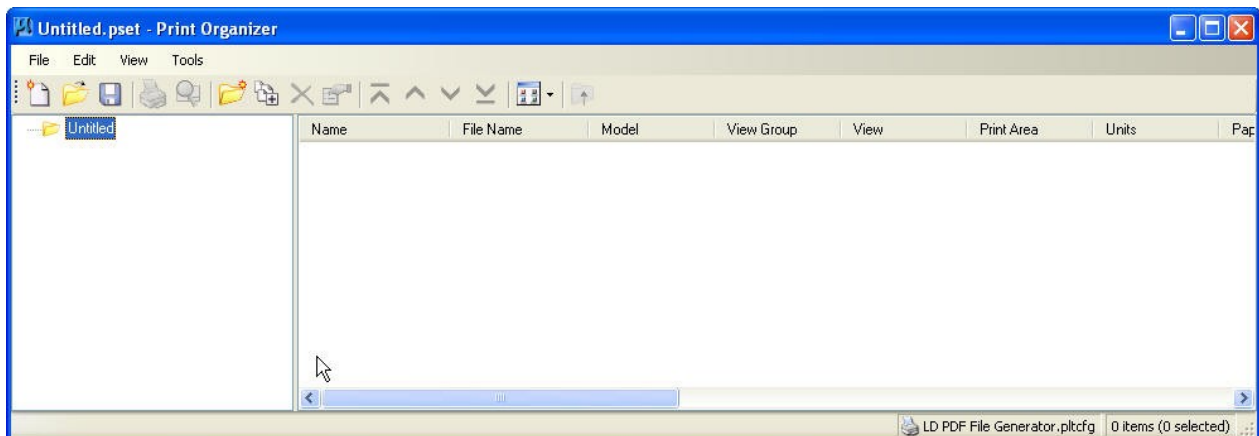 Untitled.pset - Print Organizer
File Edit View Tools
Untitled
Name File Name Model View Group View Print Area Units Pap
LD PDF File Generator.pltcfg 0 items (0 selected)